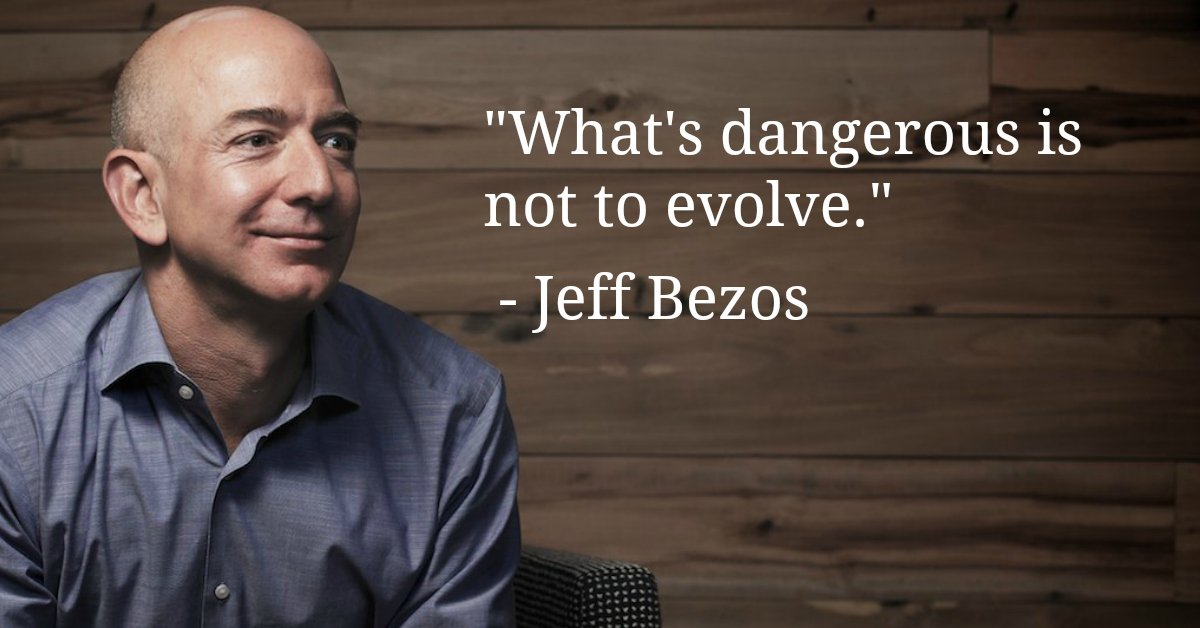 "What's dangerous is
not to evolve."
- Jeff Bezos